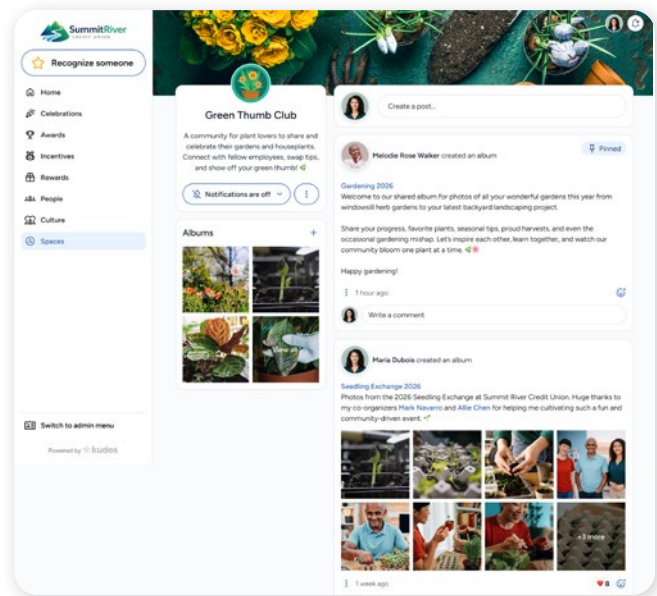 SummitRiver
CREDIT UNION
Recognize someone
Home
Celebrations
Awards
Incentives
Rewards
People
Culture
Spaces
Switch to admin menu
Powered by kudos
Green Thumb Club
A community for plant lovers to share and
celebrate their gardens and houseplants.
Connect with fellow employees, swap tips,
and show off your green thumb! 🌿
Notifications are off
Albums
+
View all
Create a post...
Melodie Rose Walker created an album
Pinned
Gardening 2026
Welcome to our shared album for photos of all your wonderful gardens this year from
windowsill herb gardens to your latest backyard landscaping project.
Share your progress, favorite plants, seasonal tips, proud harvests, and even the
occasional gardening mishap. Let's inspire each other, learn together, and watch our
community bloom one plant at a time. 🌿🌸
Happy gardening!
1 hour ago
Write a comment
Maria Dubois created an album
Seedling Exchange 2026
Photos from the 2026 Seedling Exchange at Summit River Credit Union. Huge thanks to
my co-organizers Mark Navarro and Allie Chen for helping me cultivating such a fun and
community-driven event. 🌱
+3 more
1 week ago
❤️ 8